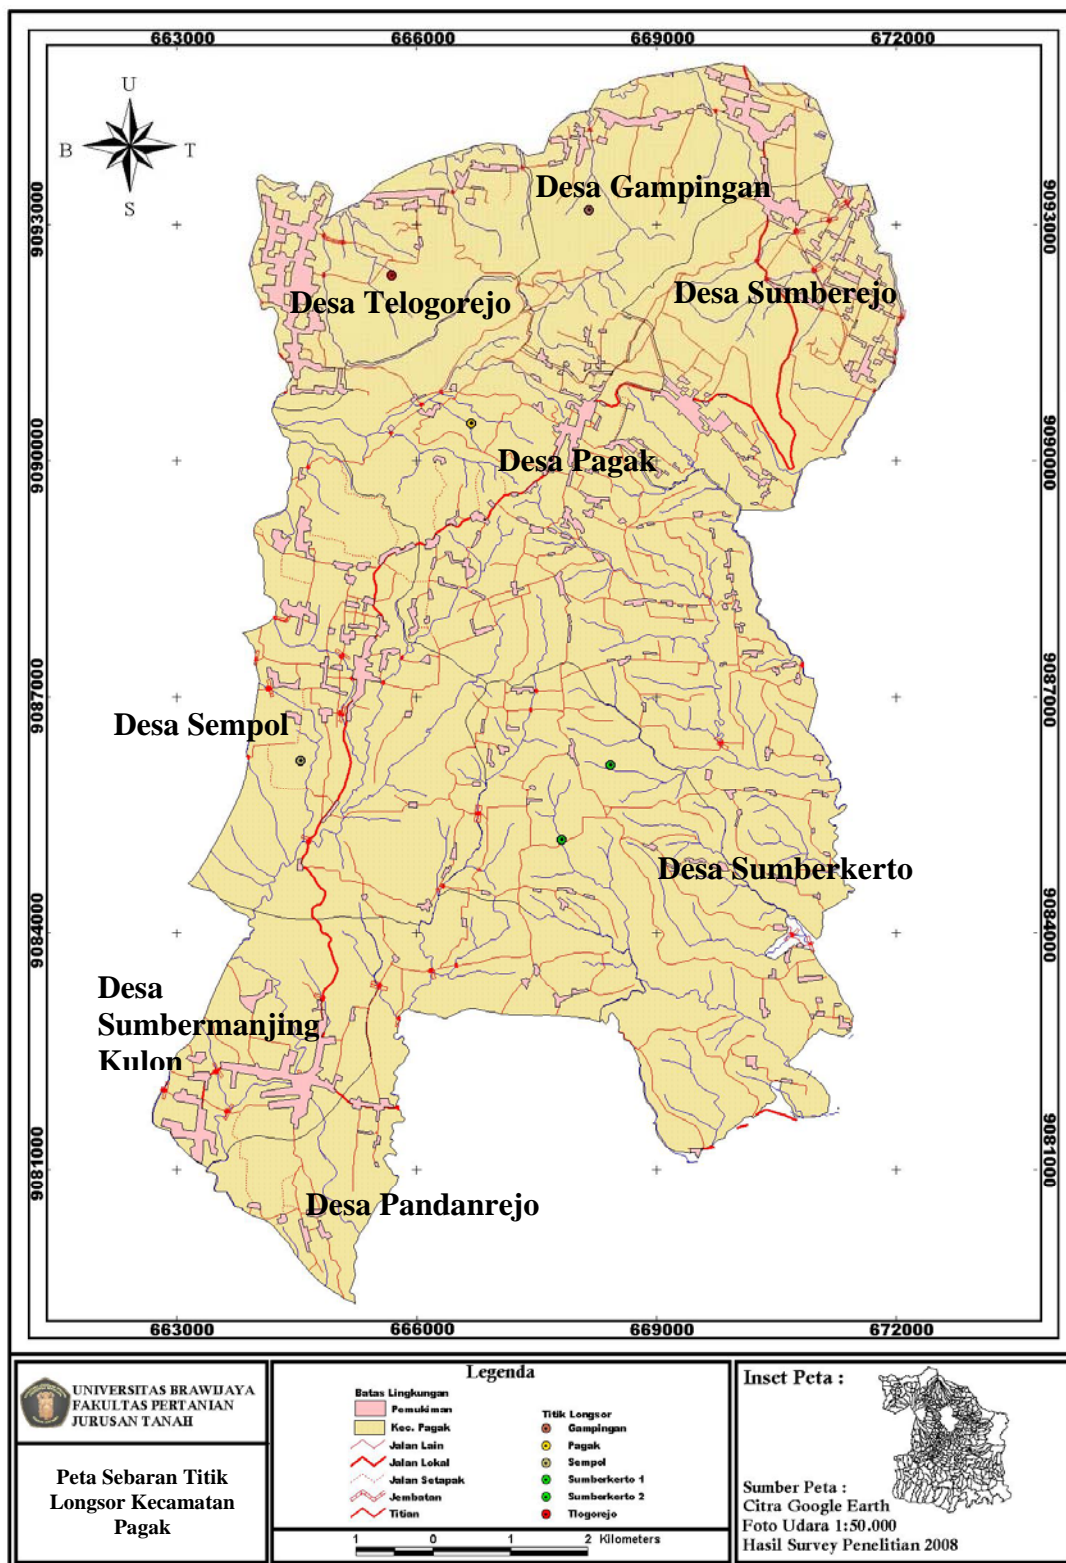 663000 666000 669000 672000
U
B T
S
9093000 9093000
Desa Gampingan
Desa Telogorejo
Desa Sumberejo
9090000 9090000
Desa Pagak
9087000 9087000
Desa Sempol
Desa Sumberkerto
9084000 9084000
Desa
Sumbermanjing
Kulon
9081000 9081000
Desa Pandanrejo
663000 666000 669000 672000
UNIVERSITAS BRAWIJAYA
FAKULTAS PERTANIAN
JURUSAN TANAH
Peta Sebaran Titik
Longsor Kecamatan
Pagak
Legenda
Batas Lingkungan
Pemukiman
Kec. Pagak
Jalan Lain
Jalan Lokal
Jalan Setapak
Jembatan
Titian
Titik Longsor
Gampingan
Pagak
Sempol
Sumberkerto 1
Sumberkerto 2
Tlogorejo
1 0 1 2 Kilometers
Inset Peta :
Sumber Peta :
Citra Google Earth
Foto Udara 1:50.000
Hasil Survey Penelitian 2008